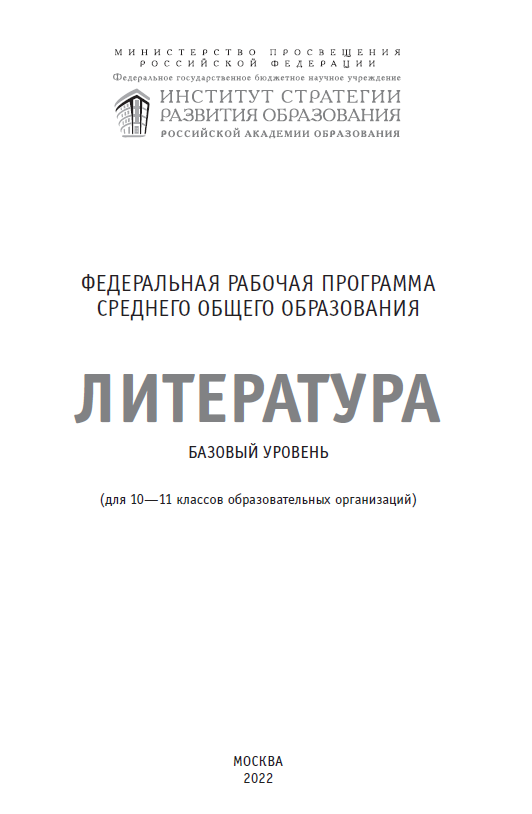 МИНИСТЕРСТВО ПРОСВЕЩЕНИЯ
РОССИЙСКОЙ ФЕДЕРАЦИИ
Федеральное государственное бюджетное научное учреждение
ИНСТИТУТ СТРАТЕГИИ
РАЗВИТИЯ ОБРАЗОВАНИЯ
РОССИЙСКОЙ АКАДЕМИИ ОБРАЗОВАНИЯ
ФЕДЕРАЛЬНАЯ РАБОЧАЯ ПРОГРАММА
СРЕДНЕГО ОБЩЕГО ОБРАЗОВАНИЯ
ЛИТЕРАТУРА
БАЗОВЫЙ УРОВЕНЬ
(для 10—11 классов образовательных организаций)
МОСКВА
2022